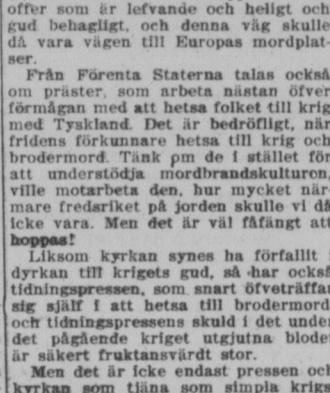 offer som är lefvande och heligt och
gud behagligt, och denna väg skulle
då vara vägen till Europas mordplat-
ser.
Från Förenta Staterna talas också
om präster, som arbeta nästan öfver
förmågan med att hetsa folket till krig
med Tyskland. Det är bedröfligt, när
fridens förkunnare hetsa till krig och
brodermord. Tänk om de i stället för
att understödja mordbrandskulturen,
ville motarbeta den, hur mycket när-
mare fredsriket på jorden skulle vi då
icke vara. Men det är väl fåfängt att
hoppas!
Liksom kyrkan synes ha förfallit i
dyrkan till krigets gud, så har också
tidningspressen, som snart öfveträffar
sig själf i att hetsa till brodermord
och tidningspressens skuld i det under
det pågående kriget utgjutna blodet
är säkert fruktansvärdt stor.
Men det är icke endast pressen och
kyrkan som tjäna som simpla krigs